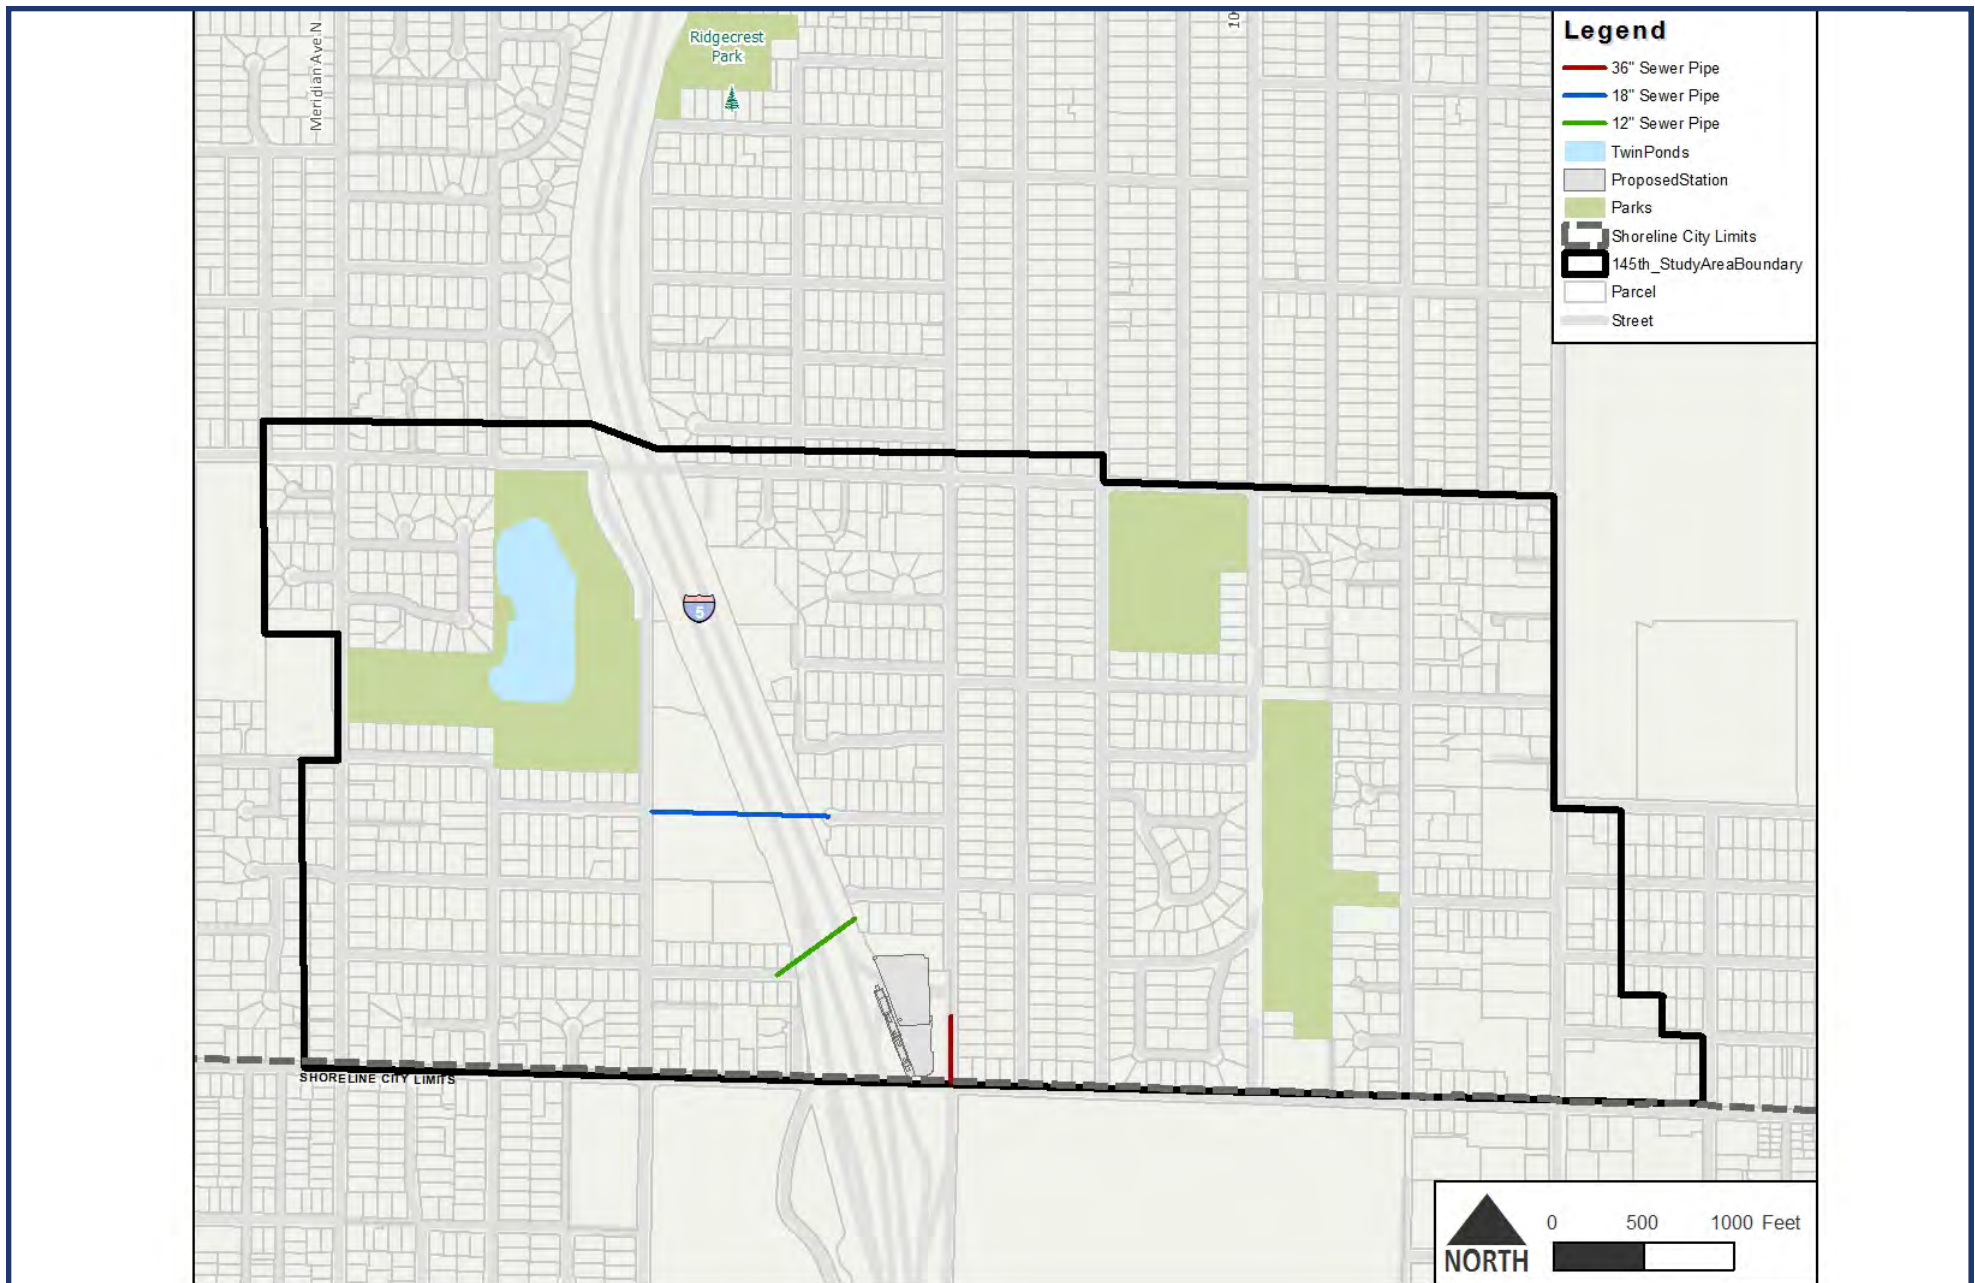 Meridian Ave N
Ridgecrest
Park
10
Legend
36" Sewer Pipe
18" Sewer Pipe
12" Sewer Pipe
TwinPonds
ProposedStation
Parks
Shoreline City Limits
145th_StudyAreaBoundary
Parcel
Street
5
SHORELINE CITY LIMITS
NORTH
0 500 1000 Feet